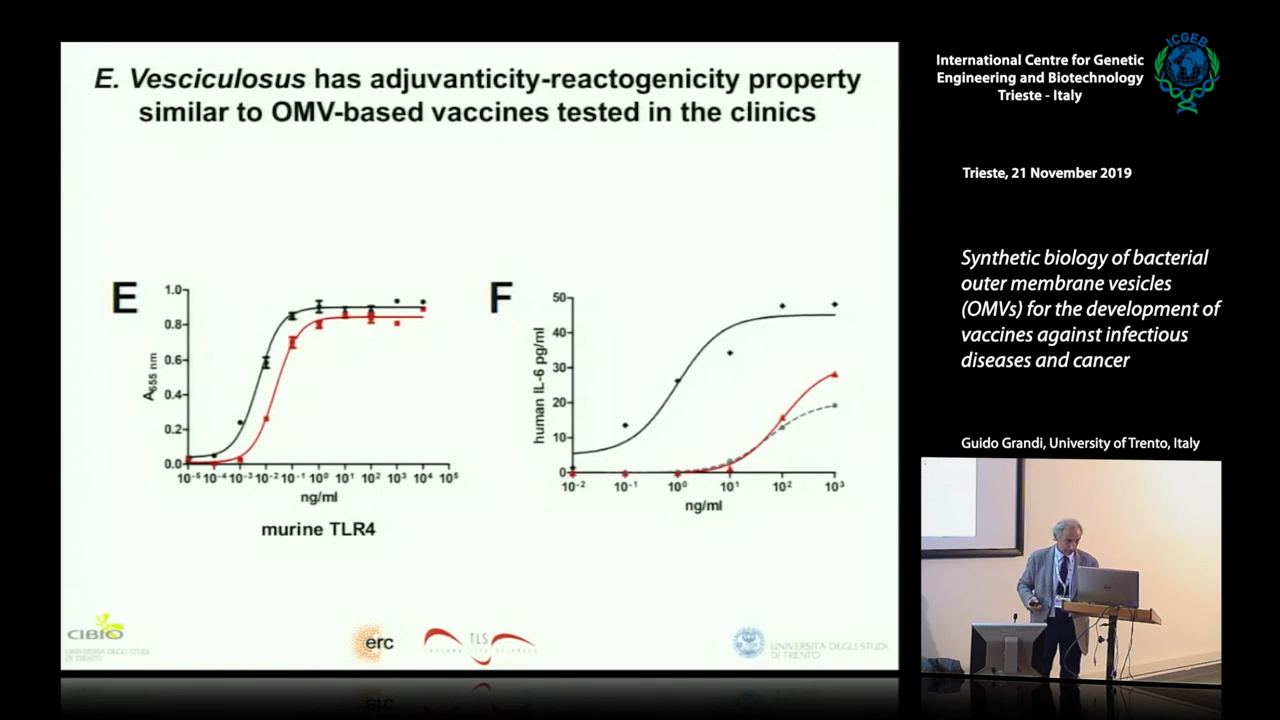 E. Vesciculosus has adjuvanticity-reactogenicity property
similar to OMV-based vaccines tested in the clinics
E
A655 nm
1.0
0.8
0.6
0.4
0.2
0.0
10-5 10-4 10-3 10-2 10-1 100 101 102 103 104 105
ng/ml
murine TLR4
F
human IL-6 pg/ml
50
40
30
20
10
0
10-2 10-1 100 101 102 103
ng/ml
CIBIO
UNIVERSITÀ DEGLI STUDI
DI TRENTO
erc
TLS
UNIVERSITÀ DEGLI STUDI
DI TRENTO
International Centre for Genetic
Engineering and Biotechnology
Trieste - Italy
ICGEB
Trieste, 21 November 2019
Synthetic biology of bacterial
outer membrane vesicles
(OMVs) for the development of
vaccines against infectious
diseases and cancer
Guido Grandi, University of Trento, Italy